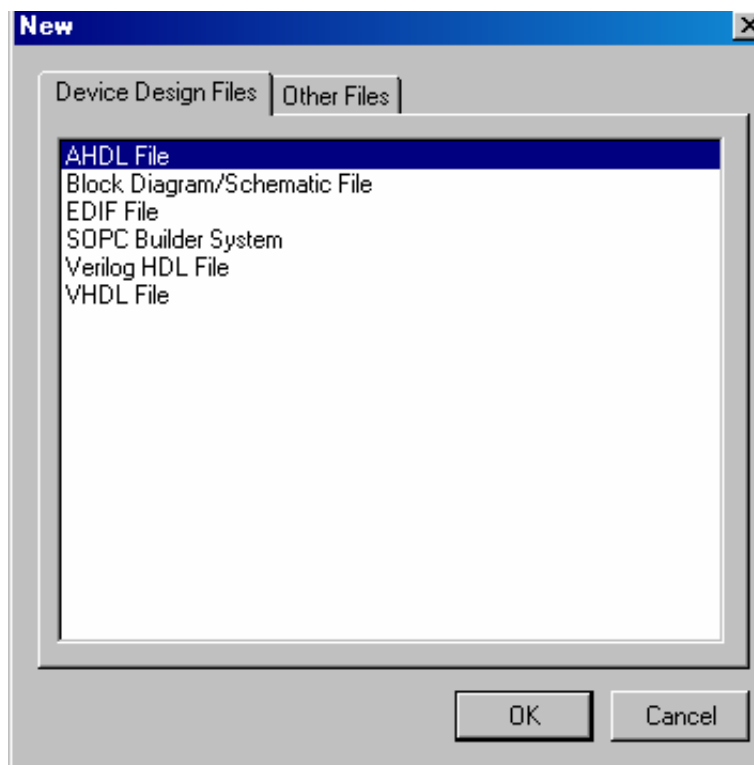 New
Device Design Files
Other Files
AHDL File
Block Diagram/Schematic File
EDIF File
SOPC Builder System
Verilog HDL File
VHDL File
OK
Cancel